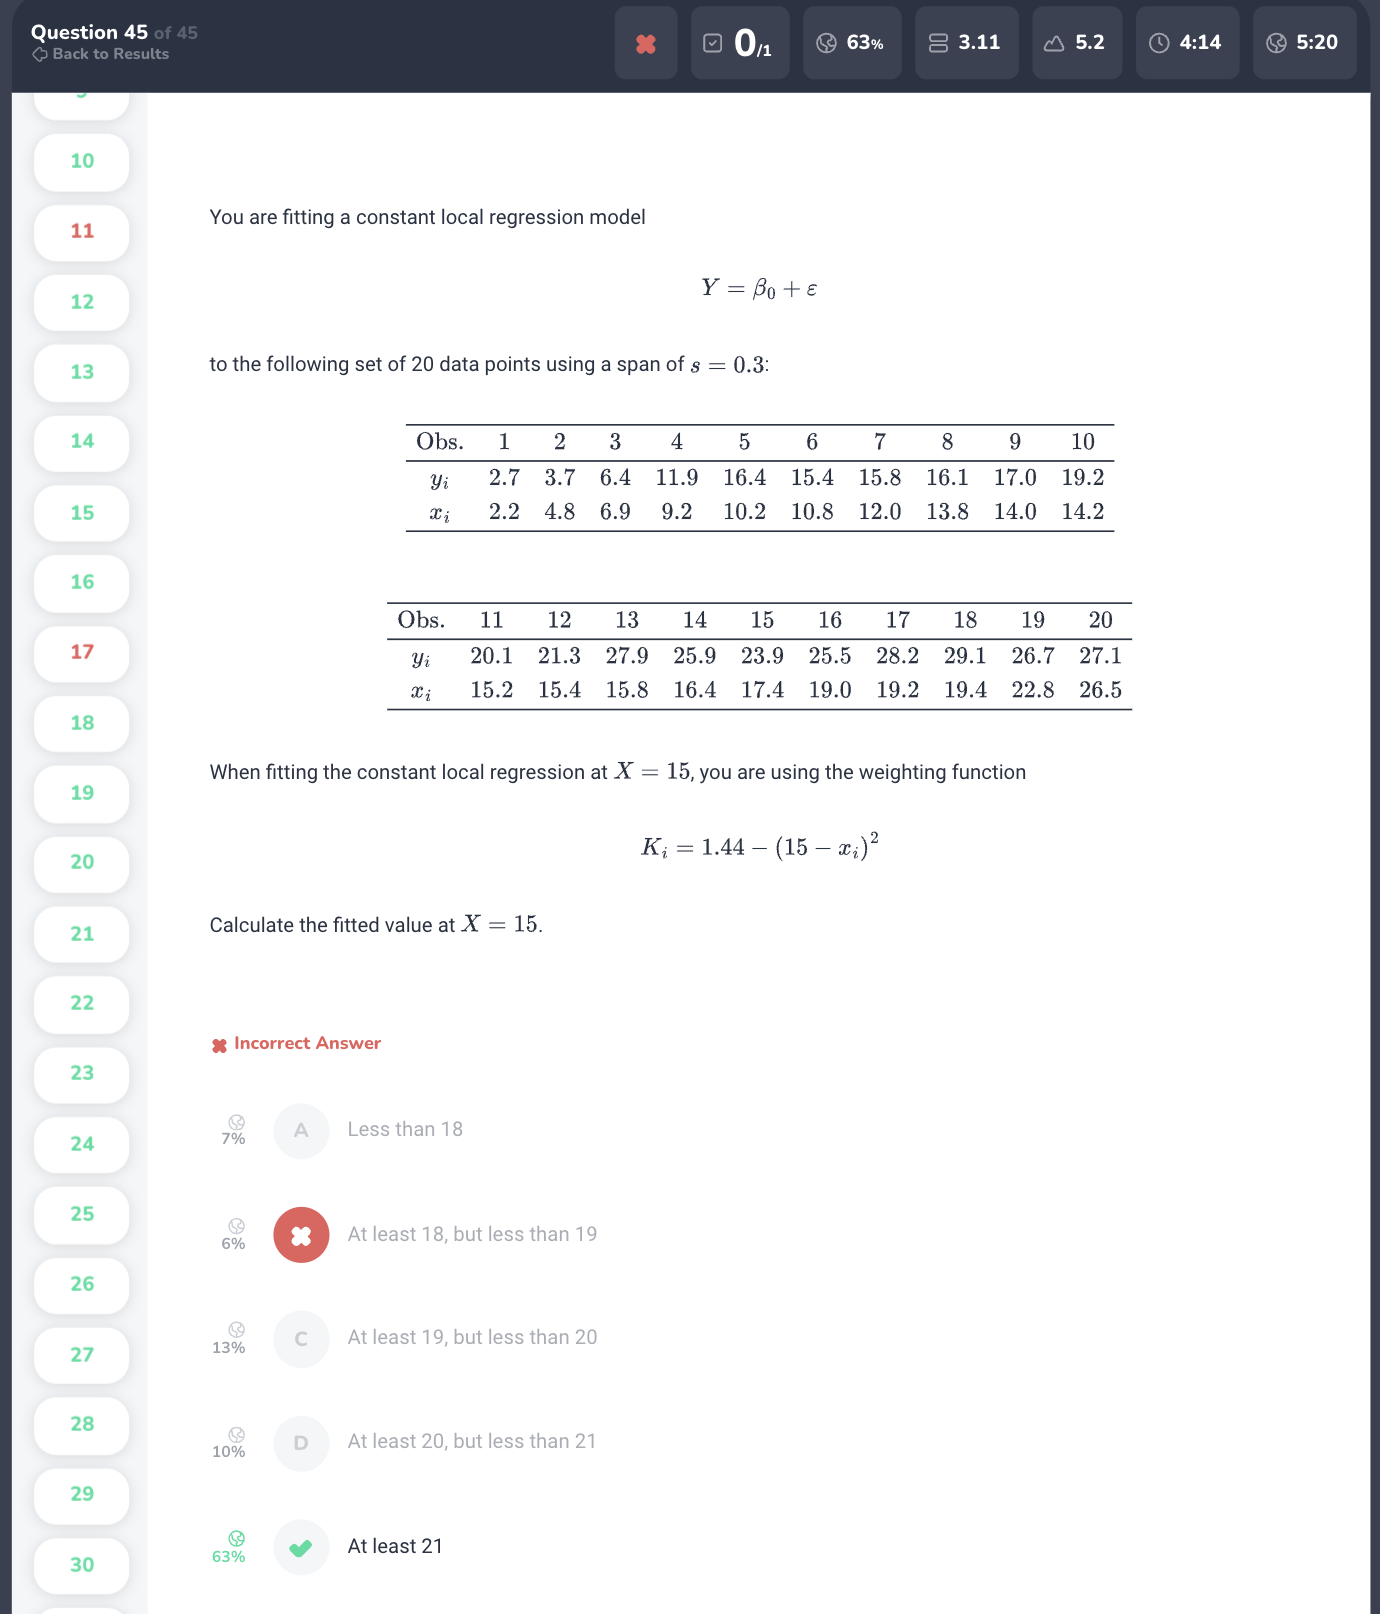 Question 45 of 45
Back to Results
0/1
63%
3.11
5.2
4:14
5:20
10
11
12
13
14
15
16
17
18
19
20
21
22
23
24
25
26
27
28
29
30
You are fitting a constant local regression model
Y = β₀ + ε
to the following set of 20 data points using a span of s = 0.3:
Obs. 1 2 3 4 5 6 7 8 9 10
yᵢ 2.7 3.7 6.4 11.9 16.4 15.4 15.8 16.1 17.0 19.2
xᵢ 2.2 4.8 6.9 9.2 10.2 10.8 12.0 13.8 14.0 14.2
Obs. 11 12 13 14 15 16 17 18 19 20
yᵢ 20.1 21.3 27.9 25.9 23.9 25.5 28.2 29.1 26.7 27.1
xᵢ 15.2 15.4 15.8 16.4 17.4 19.0 19.2 19.4 22.8 26.5
When fitting the constant local regression at X = 15, you are using the weighting function
Kᵢ = 1.44 − (15 − xᵢ)²
Calculate the fitted value at X = 15.
Incorrect Answer
7% A Less than 18
6% At least 18, but less than 19
13% C At least 19, but less than 20
10% D At least 20, but less than 21
63% At least 21